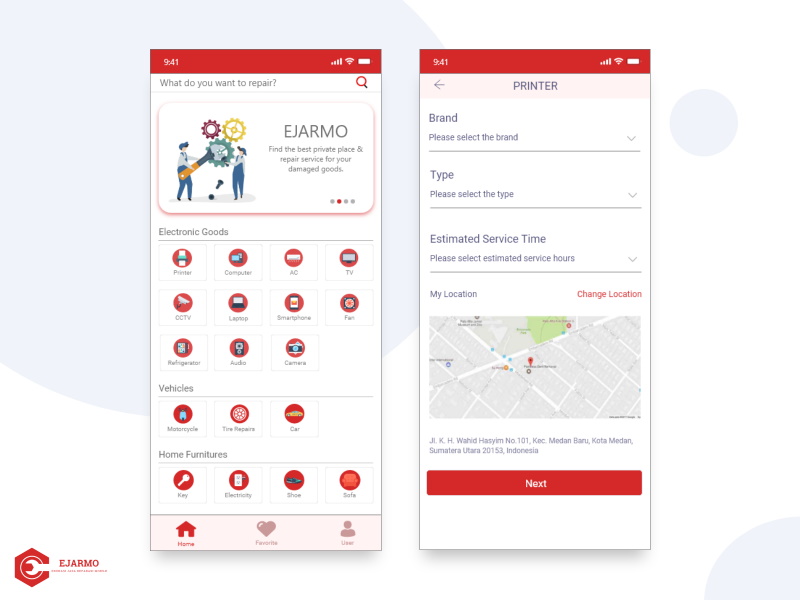 9:41
What do you want to repair?
EJARMO
Find the best private place &
repair service for your
damaged goods.
Electronic Goods
Printer
Computer
AC
TV
CCTV
Laptop
Smartphone
Fan
Refrigerator
Audio
Camera
Vehicles
Motorcycle
Tire Repaire
Car
Home Furnitures
Key
Electricity
Shoe
Sofa
Home
Favorite
User
9:41
PRINTER
Brand
Please select the brand
Type
Please select the type
Estimated Service Time
Please select estimated service hours
My Location
Change Location
Jl. K. H. Wahid Hasyim No.101, Kec. Medan Baru, Kota Medan,
Sumatera Utara 20153, Indonesia
Next
EJARMO